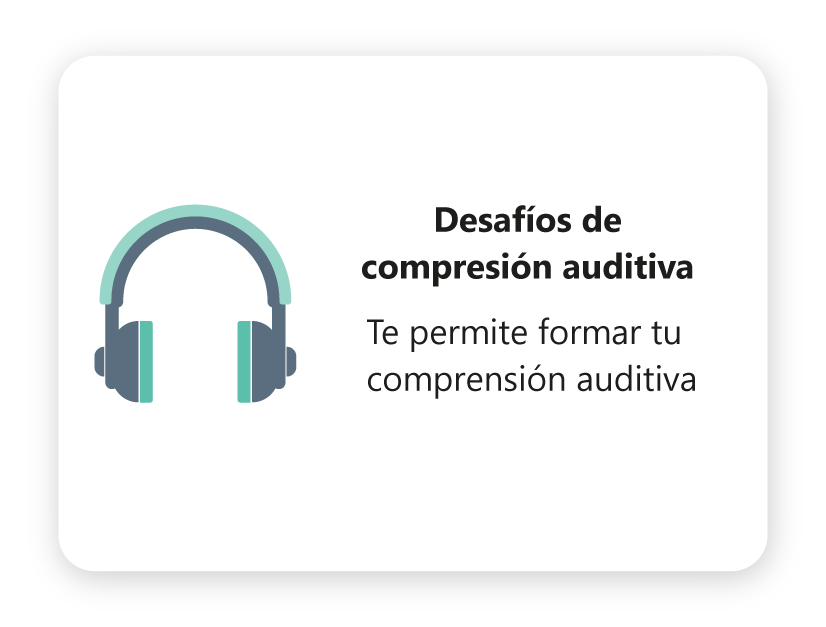 Desafíos de
compresión auditiva
Te permite formar tu
comprensión auditiva